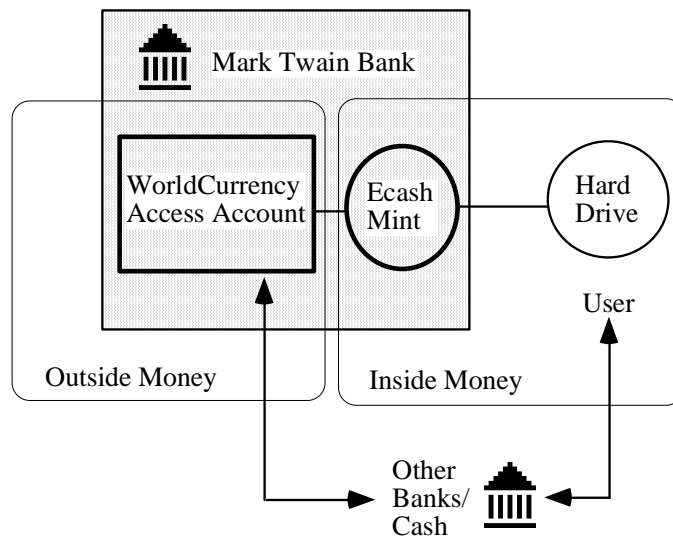 Mark Twain Bank
WorldCurrency
Access Account
Ecash
Mint
Hard
Drive
User
Outside Money
Inside Money
Other
Banks/
Cash